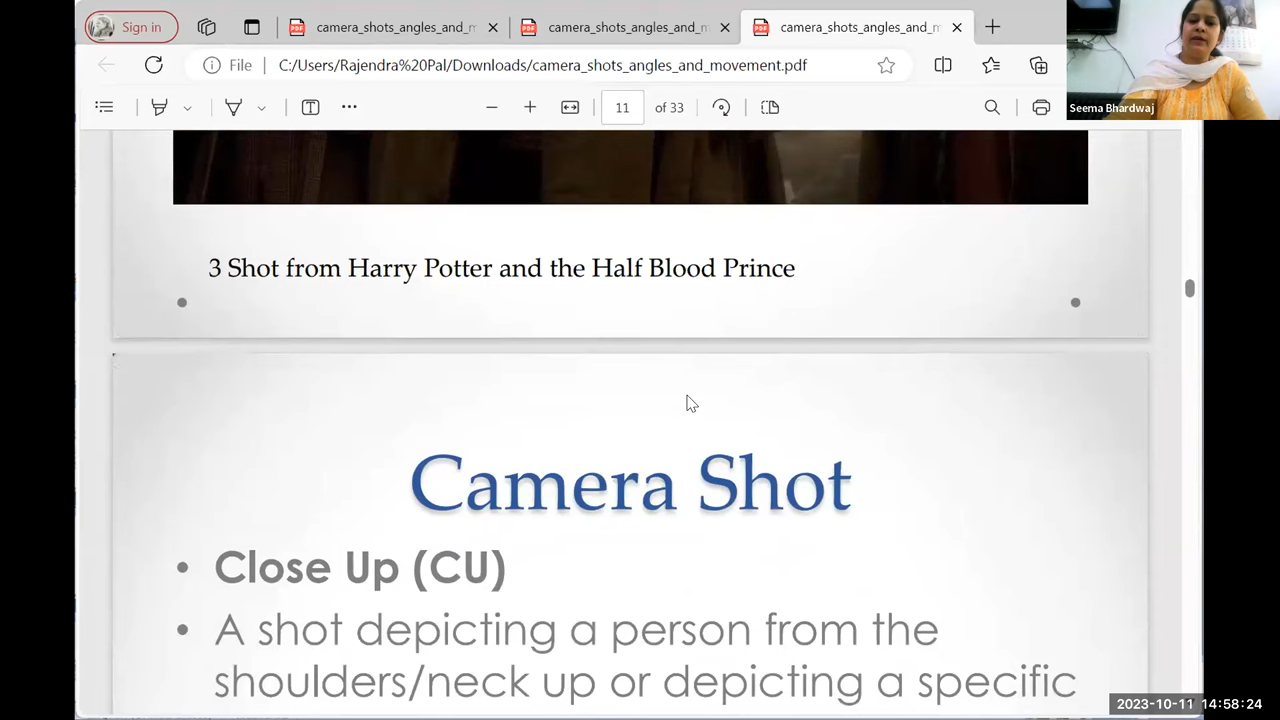 Sign in
camera_shots_angles_and_m
camera_shots_angles_and_m
camera_shots_angles_and_m
File
C:/Users/Rajendra%20Pal/Downloads/camera_shots_angles_and_movement.pdf
11 of 33
Seema Bhardwaj
3 Shot from Harry Potter and the Half Blood Prince
Camera Shot
• Close Up (CU)
• A shot depicting a person from the
shoulders/neck up or depicting a specific
2023-10-11 14:58:24